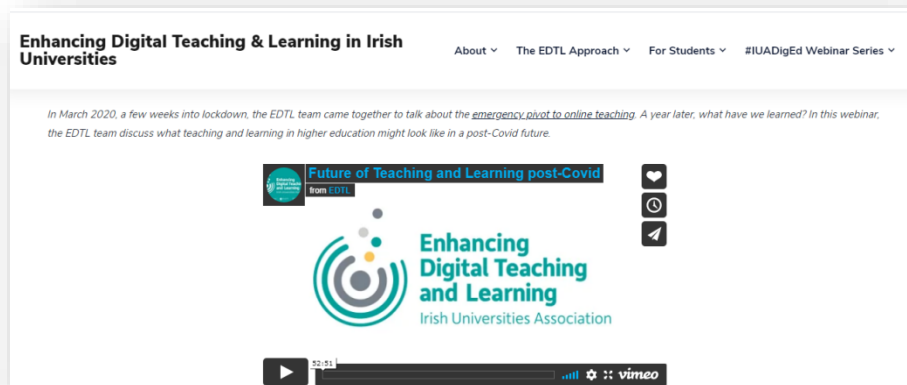 Enhancing Digital Teaching & Learning in Irish
Universities
About
The EDTL Approach
For Students
#IUADigEd Webinar Series
In March 2020, a few weeks into lockdown, the EDTL team came together to talk about the emergency pivot to online teaching. A year later, what have we learned? In this webinar,
the EDTL team discuss what teaching and learning in higher education might look like in a post-Covid future.
Future of Teaching and Learning post-Covid
from EDTL
Enhancing
Digital Teaching
and Learning
Irish Universities Association
52:51
vimeo